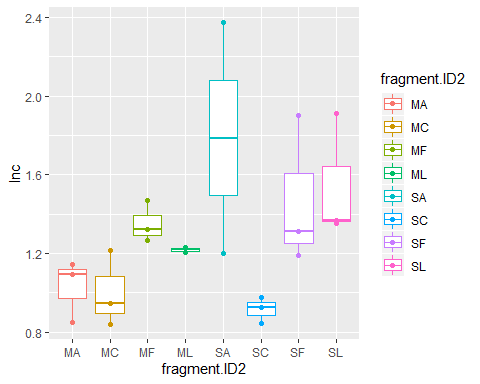 2.4
2.0
1.6
1.2
0.8
lnc
MA MC MF ML SA SC SF SL
fragment.ID2
fragment.ID2
MA
MC
MF
ML
SA
SC
SF
SL